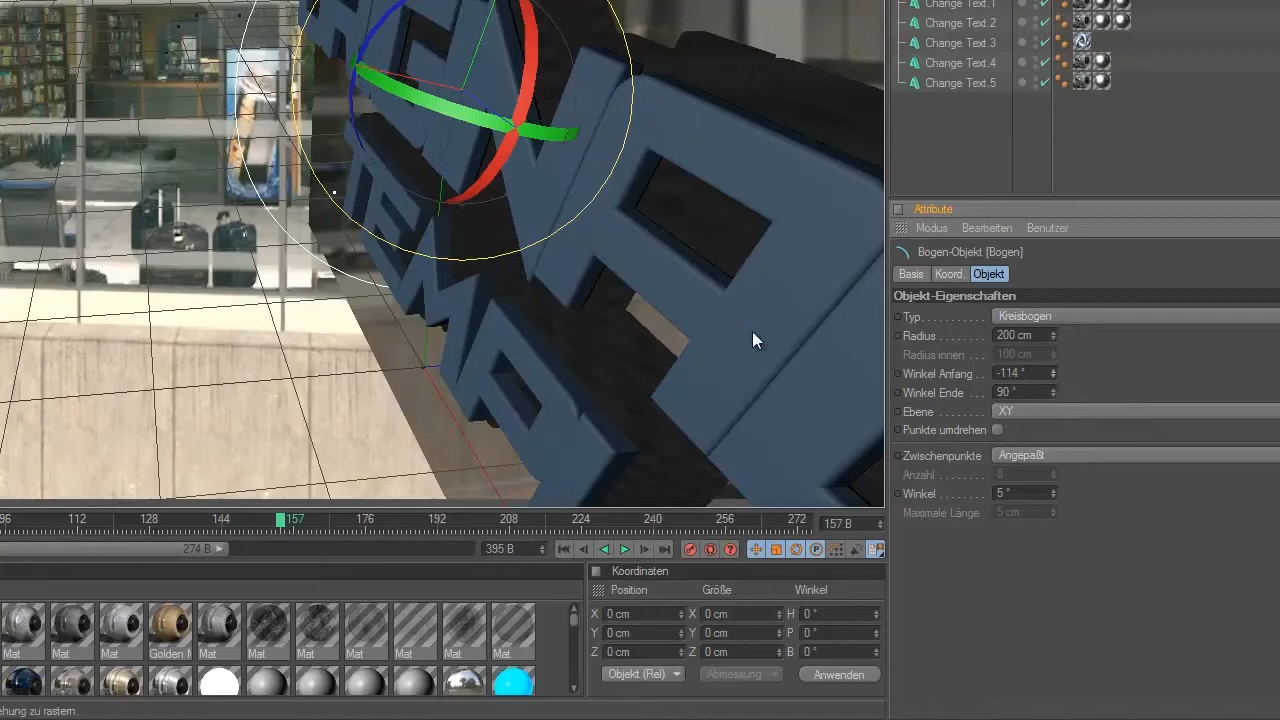 Change Text.1
Change Text.2
Change Text.3
Change Text.4
Change Text.5
Attribute
Modus Bearbeiten Benutzer
Bogen-Objekt [Bogen]
Basis Koord. Objekt
Objekt-Eigenschaften
Typ Kreisbogen
Radius 200 cm
Radius innen 100 cm
Winkel Anfang -114 °
Winkel Ende 90 °
Ebene XY
Punkte umdrehen
Zwischenpunkte Angepaßt
Anzahl 8
Winkel 5 °
Maximale Länge 5 cm
96 112 128 144 157 176 192 208 224 240 256 272 157 B
274 B 395 B
Koordinaten
Position Größe Winkel
X 0 cm X 0 cm H 0 °
Y 0 cm Y 0 cm P 0 °
Z 0 cm Z 0 cm B 0 °
Objekt (Rel) Abmessung Anwenden
Mat Mat Mat Golden Mat Mat Mat Mat Mat Mat Mat
ehung zu rastern.